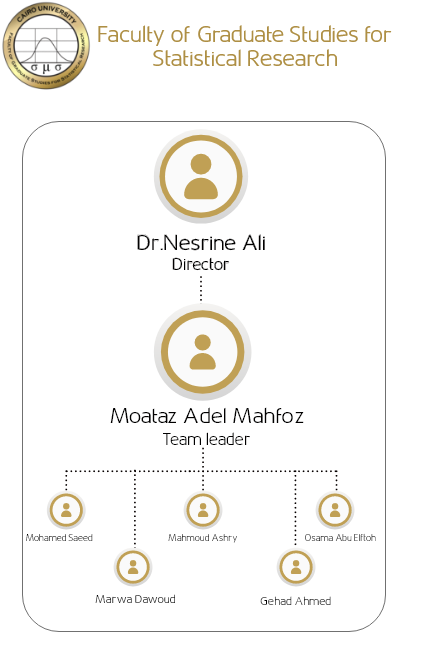 CAIRO UNIVERSITY
FACULTY OF GRADUATE STUDIES FOR STATISTICAL RESEARCH
σ μ σ
Faculty of Graduate Studies for
Statistical Research
Dr.Nesrine Ali
Director
Moataz Adel Mahfoz
Team leader
Mohamed Saeed
Mahmoud Ashry
Osama Abu Elftoh
Marwa Dawoud
Gehad Ahmed